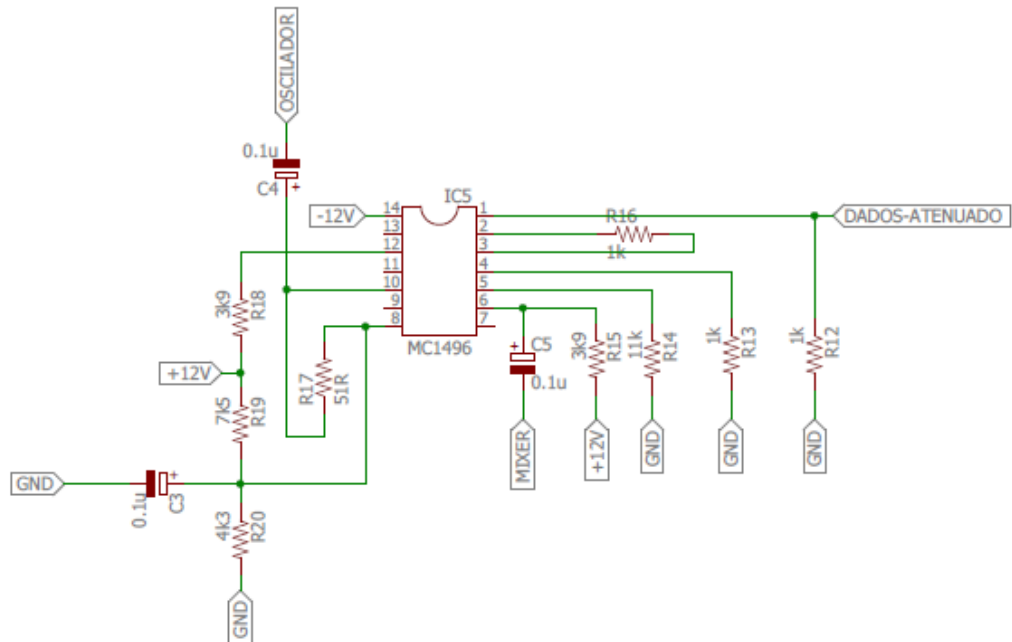 OSCILADOR
0.1u
C4
IC5
-12V
14
13
12
11
10
9
8
1
2
3
4
5
6
7
MC1496
R16
1k
DADOS-ATENUADO
3k9
R18
+12V
7k5
R19
R17
51R
C5
0.1u
3k9
R15
11k
R14
1k
R13
1k
R12
MIXER
+12V
GND
GND
GND
GND
0.1u
C3
4k3
R20
GND